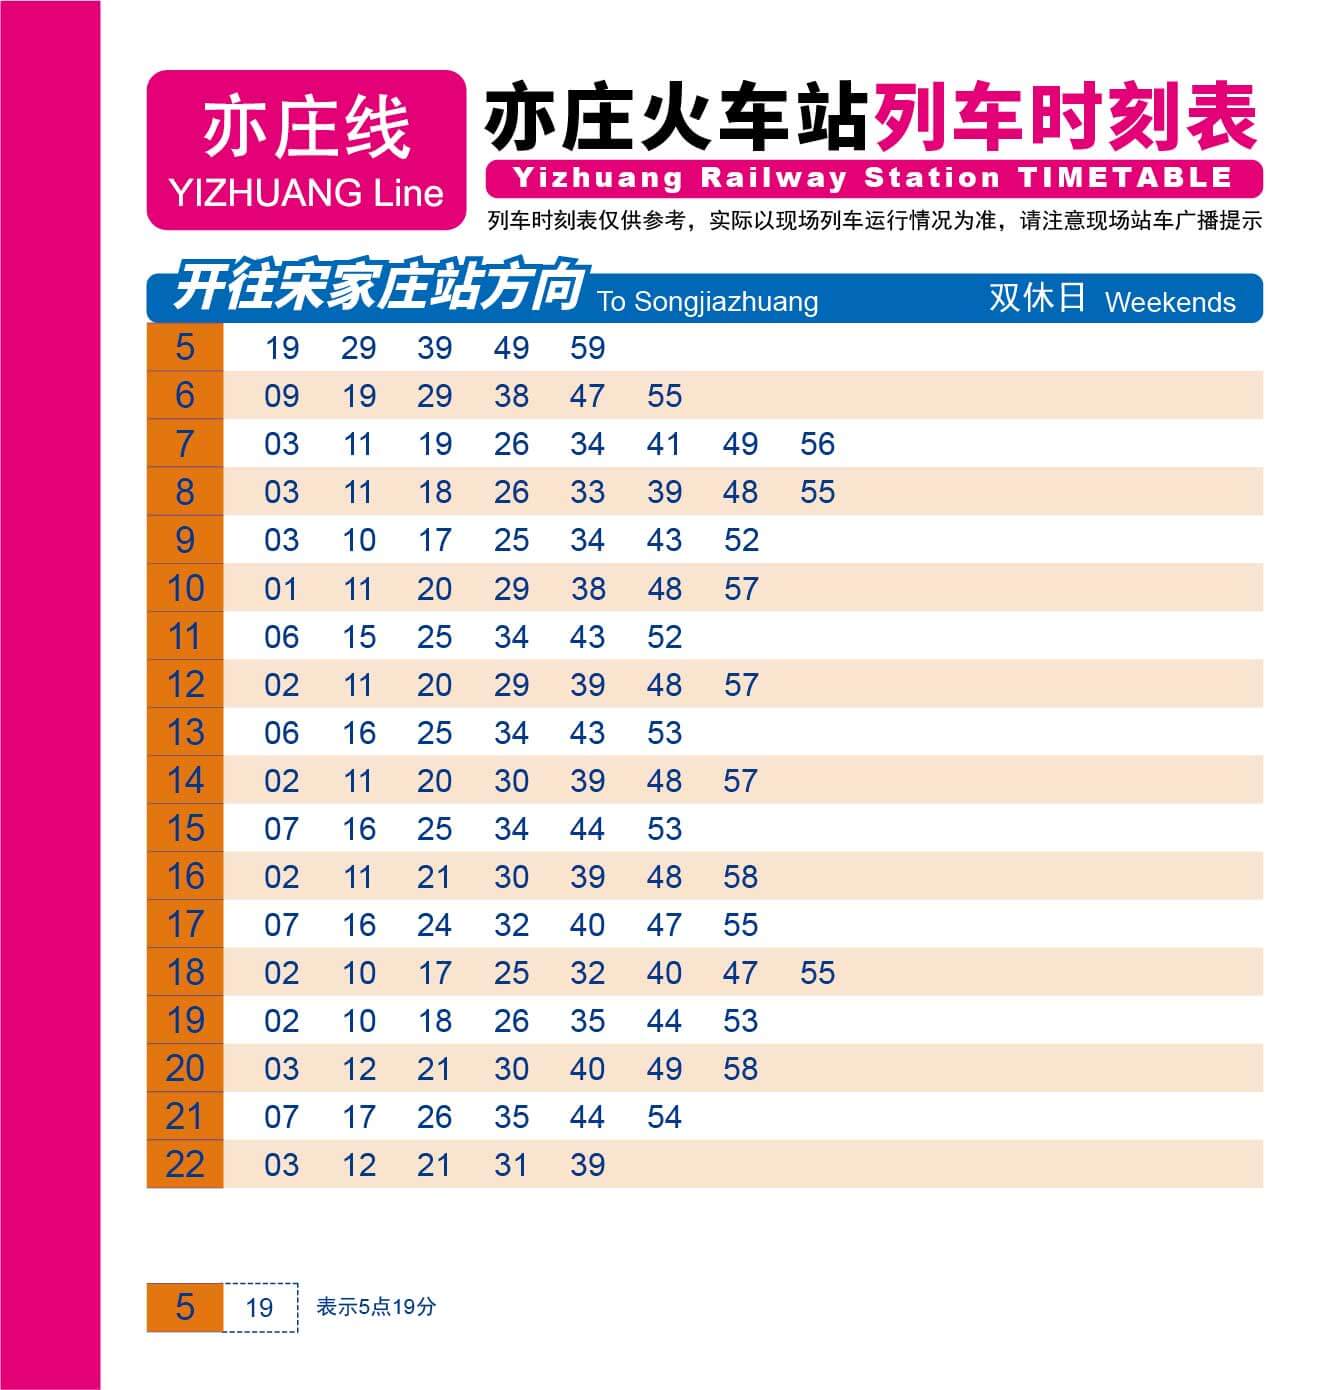 亦庄线
YIZHUANG Line
亦庄火车站列车时刻表
Yizhuang Railway Station TIMETABLE
列车时刻表仅供参考，实际以现场列车运行情况为准，请注意现场站车广播提示
开往宋家庄站方向 To Songjiazhuang 双休日 Weekends
5 19 29 39 49 59
6 09 19 29 38 47 55
7 03 11 19 26 34 41 49 56
8 03 11 18 26 33 39 48 55
9 03 10 17 25 34 43 52
10 01 11 20 29 38 48 57
11 06 15 25 34 43 52
12 02 11 20 29 39 48 57
13 06 16 25 34 43 53
14 02 11 20 30 39 48 57
15 07 16 25 34 44 53
16 02 11 21 30 39 48 58
17 07 16 24 32 40 47 55
18 02 10 17 25 32 40 47 55
19 02 10 18 26 35 44 53
20 03 12 21 30 40 49 58
21 07 17 26 35 44 54
22 03 12 21 31 39
5 19 表示5点19分